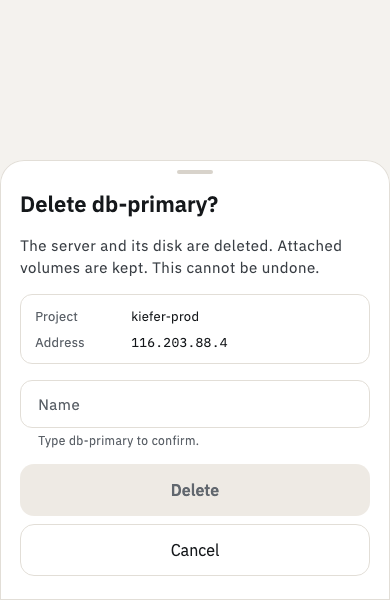 Delete db-primary?
The server and its disk are deleted. Attached
volumes are kept. This cannot be undone.
Project kiefer-prod
Address 116.203.88.4
Name
Type db-primary to confirm.
Delete
Cancel